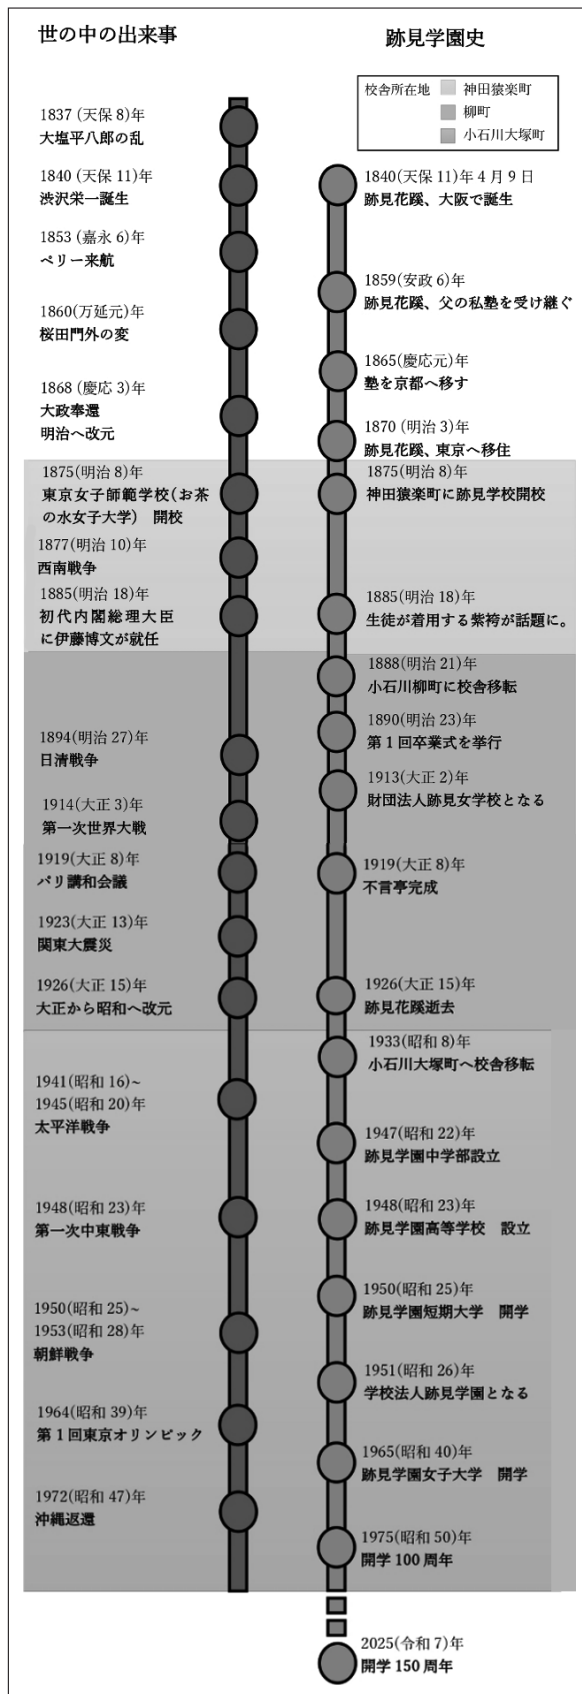 世の中の出来事
1837 (天保 8)年
大塩平八郎の乱
1840 (天保 11)年
渋沢栄一誕生
1853 (嘉永 6)年
ペリー来航
1860(万延元)年
桜田門外の変
1868 (慶応 3)年
大政奉還
明治へ改元
1875(明治 8)年
東京女子師範学校(お茶
の水女子大学)　開校
1877(明治 10)年
西南戦争
1885(明治 18)年
初代内閣総理大臣
に伊藤博文が就任
1894(明治 27)年
日清戦争
1914(大正 3)年
第一次世界大戦
1919(大正 8)年
パリ講和会議
1923(大正 13)年
関東大震災
1926(大正 15)年
大正から昭和へ改元
1941(昭和 16)~
1945(昭和 20)年
太平洋戦争
1948(昭和 23)年
第一次中東戦争
1950(昭和 25)~
1953(昭和 28)年
朝鮮戦争
1964(昭和 39)年
第 1 回東京オリンピック
1972(昭和 47)年
沖縄返還
跡見学園史
校舎所在地　神田猿楽町
柳町
小石川大塚町
1840(天保 11)年 4 月 9 日
跡見花蹊、大阪で誕生
1859(安政 6)年
跡見花蹊、父の私塾を受け継ぐ
1865(慶応元)年
塾を京都へ移す
1870 (明治 3)年
跡見花蹊、東京へ移住
1875(明治 8)年
神田猿楽町に跡見学校開校
1885(明治 18)年
生徒が着用する紫袴が話題に。
1888(明治 21)年
小石川柳町に校舎移転
1890(明治 23)年
第 1 回卒業式を挙行
1913(大正 2)年
財団法人跡見女学校となる
1919(大正 8)年
不言亭完成
1926(大正 15)年
跡見花蹊逝去
1933(昭和 8)年
小石川大塚町へ校舎移転
1947(昭和 22)年
跡見学園中学部設立
1948(昭和 23)年
跡見学園高等学校　設立
1950(昭和 25)年
跡見学園短期大学　開学
1951(昭和 26)年
学校法人跡見学園となる
1965(昭和 40)年
跡見学園女子大学　開学
1975(昭和 50)年
開学 100 周年
2025(令和 7)年
開学 150 周年